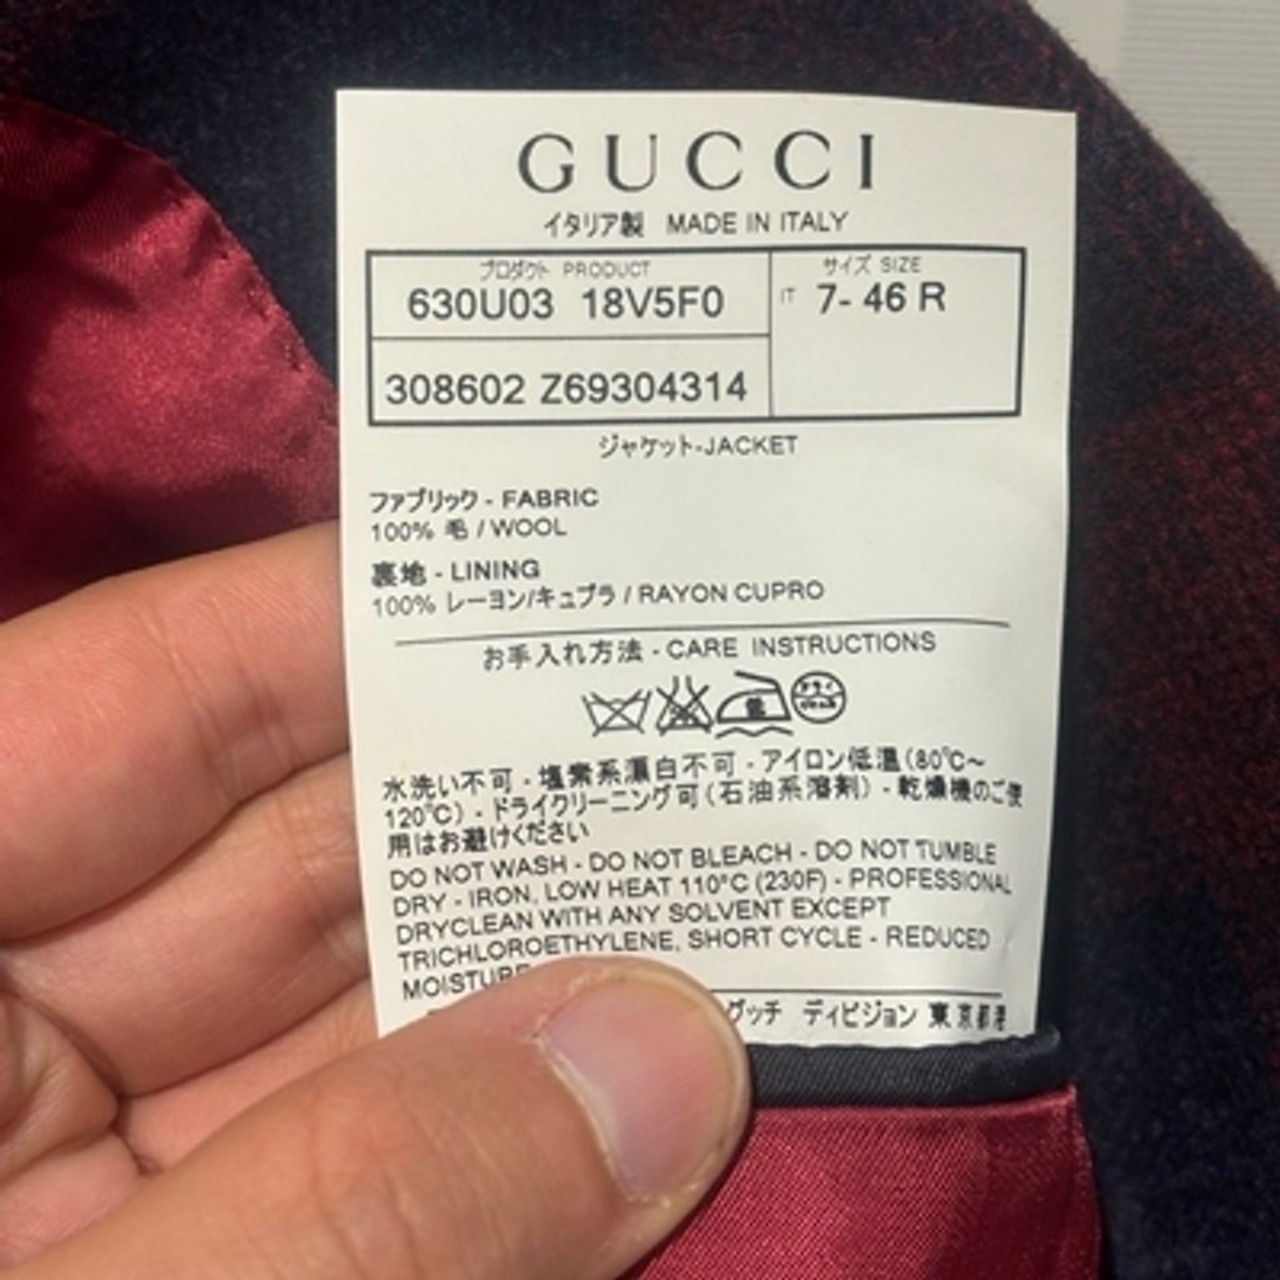 GUCCI
イタリア製 MADE IN ITALY
プロダクト PRODUCT
サイズ SIZE
630U03 18V5F0
IT 7- 46 R
308602 Z69304314
ジャケット-JACKET
ファブリック - FABRIC
100% 毛 / WOOL
裏地 - LINING
100% レーヨン/キュプラ / RAYON CUPRO
お手入れ方法 - CARE INSTRUCTIONS
ドライ
水洗い不可 - 塩素系漂白不可 - アイロン低温 (80℃~
120℃) - ドライクリーニング可 (石油系溶剤) - 乾燥機のご使
用はお避けください
DO NOT WASH - DO NOT BLEACH - DO NOT TUMBLE
DRY - IRON, LOW HEAT 110°C (230F) - PROFESSIONAL
DRYCLEAN WITH ANY SOLVENT EXCEPT
TRICHLOROETHYLENE, SHORT CYCLE - REDUCED
MOISTURE
グッチ ディビジョン 東京都港